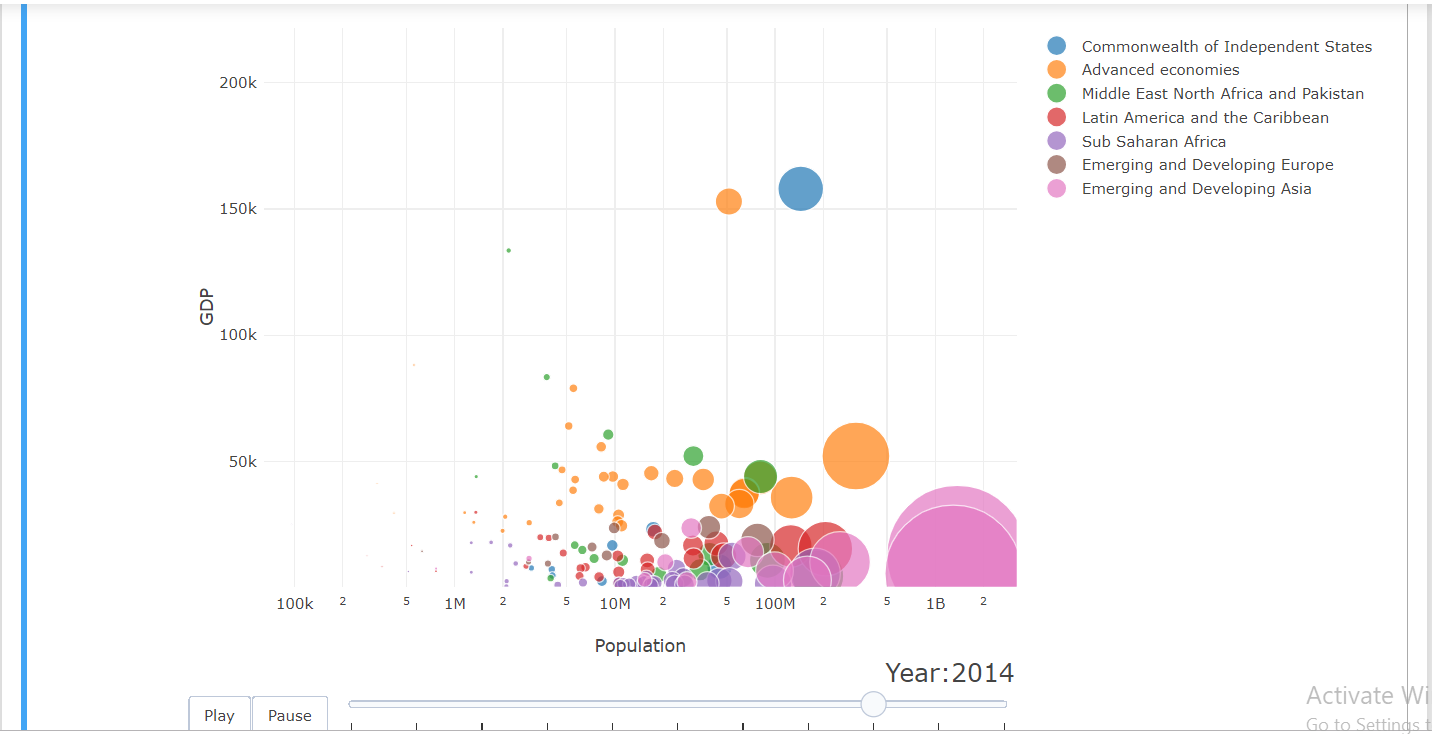 Commonwealth of Independent States
Advanced economies
Middle East North Africa and Pakistan
Latin America and the Caribbean
Sub Saharan Africa
Emerging and Developing Europe
Emerging and Developing Asia
200k
150k
100k
50k
GDP
100k 2 5 1M 2 5 10M 2 5 100M 2 5 1B 2
Population
Year:2014
Play Pause
Activate Wi
Go to Settings t